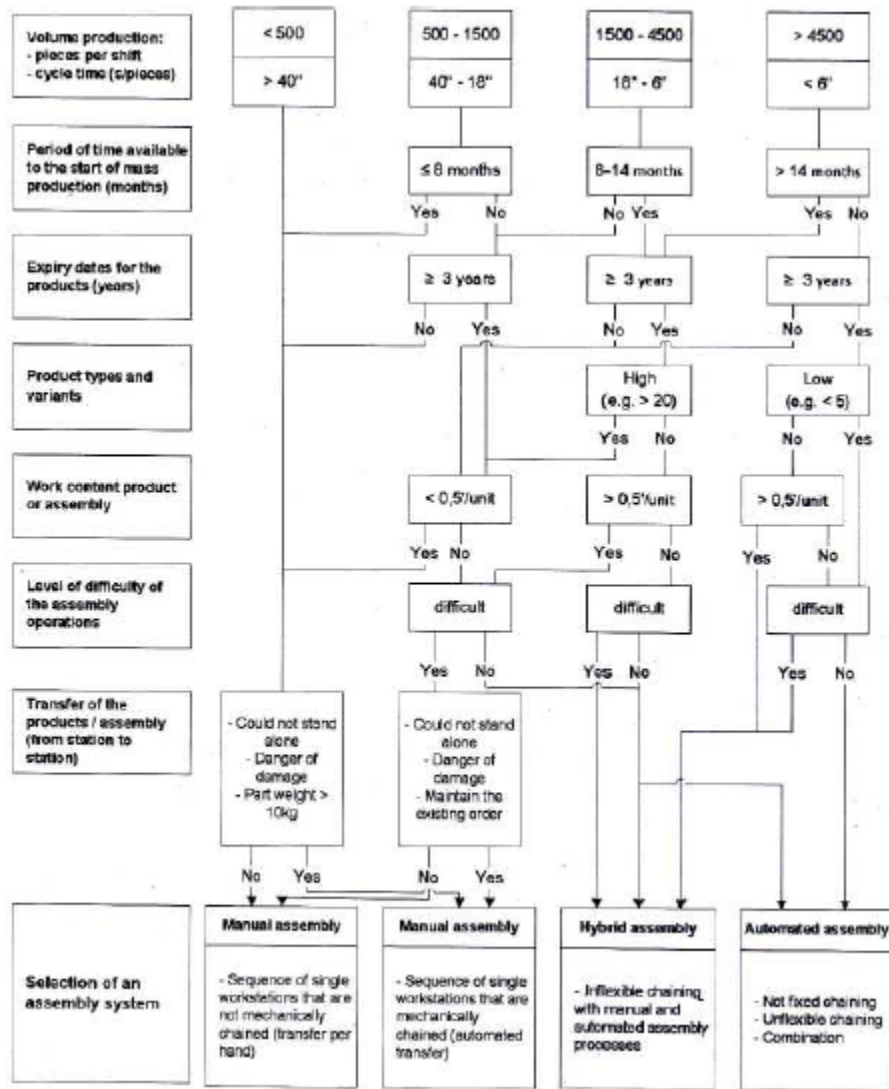 Volume production:
- pieces per shift
- cycle time (s/pieces)
< 500
> 40"
500 - 1500
40" - 18"
1500 - 4500
18" - 6"
> 4500
< 6"
Period of time available
to the start of mass
production (months)
≤ 8 months
8–14 months
> 14 months
Yes
No
No
Yes
Yes
No
Expiry dates for the
products (years)
≥ 3 years
≥ 3 years
≥ 3 years
No
Yes
No
Yes
No
Yes
Product types and
variants
High
(e.g. > 20)
Low
(e.g. < 5)
Yes
No
No
Yes
Work content product
or assembly
< 0,5'/unit
> 0,5'/unit
> 0,5'/unit
Yes
No
Yes
No
Yes
No
Level of difficulty of
the assembly
operations
difficult
difficult
difficult
Yes
No
Yes
No
Yes
No
Transfer of the
products / assembly
(from station to
station)
- Could not stand
alone
- Danger of
damage
- Part weight >
10kg
- Could not stand
alone
- Danger of
damage
- Maintain the
existing order
No
Yes
No
Yes
Selection of an
assembly system
Manual assembly
- Sequence of single
workstations that are
not mechanically
chained (transfer per
hand)
Manual assembly
- Sequence of single
workstations that are
mechanically
chained (automated
transfer)
Hybrid assembly
- Inflexible chaining
with manual and
automated assembly
processes
Automated assembly
- Not fixed chaining
- Unflexible chaining
- Combination